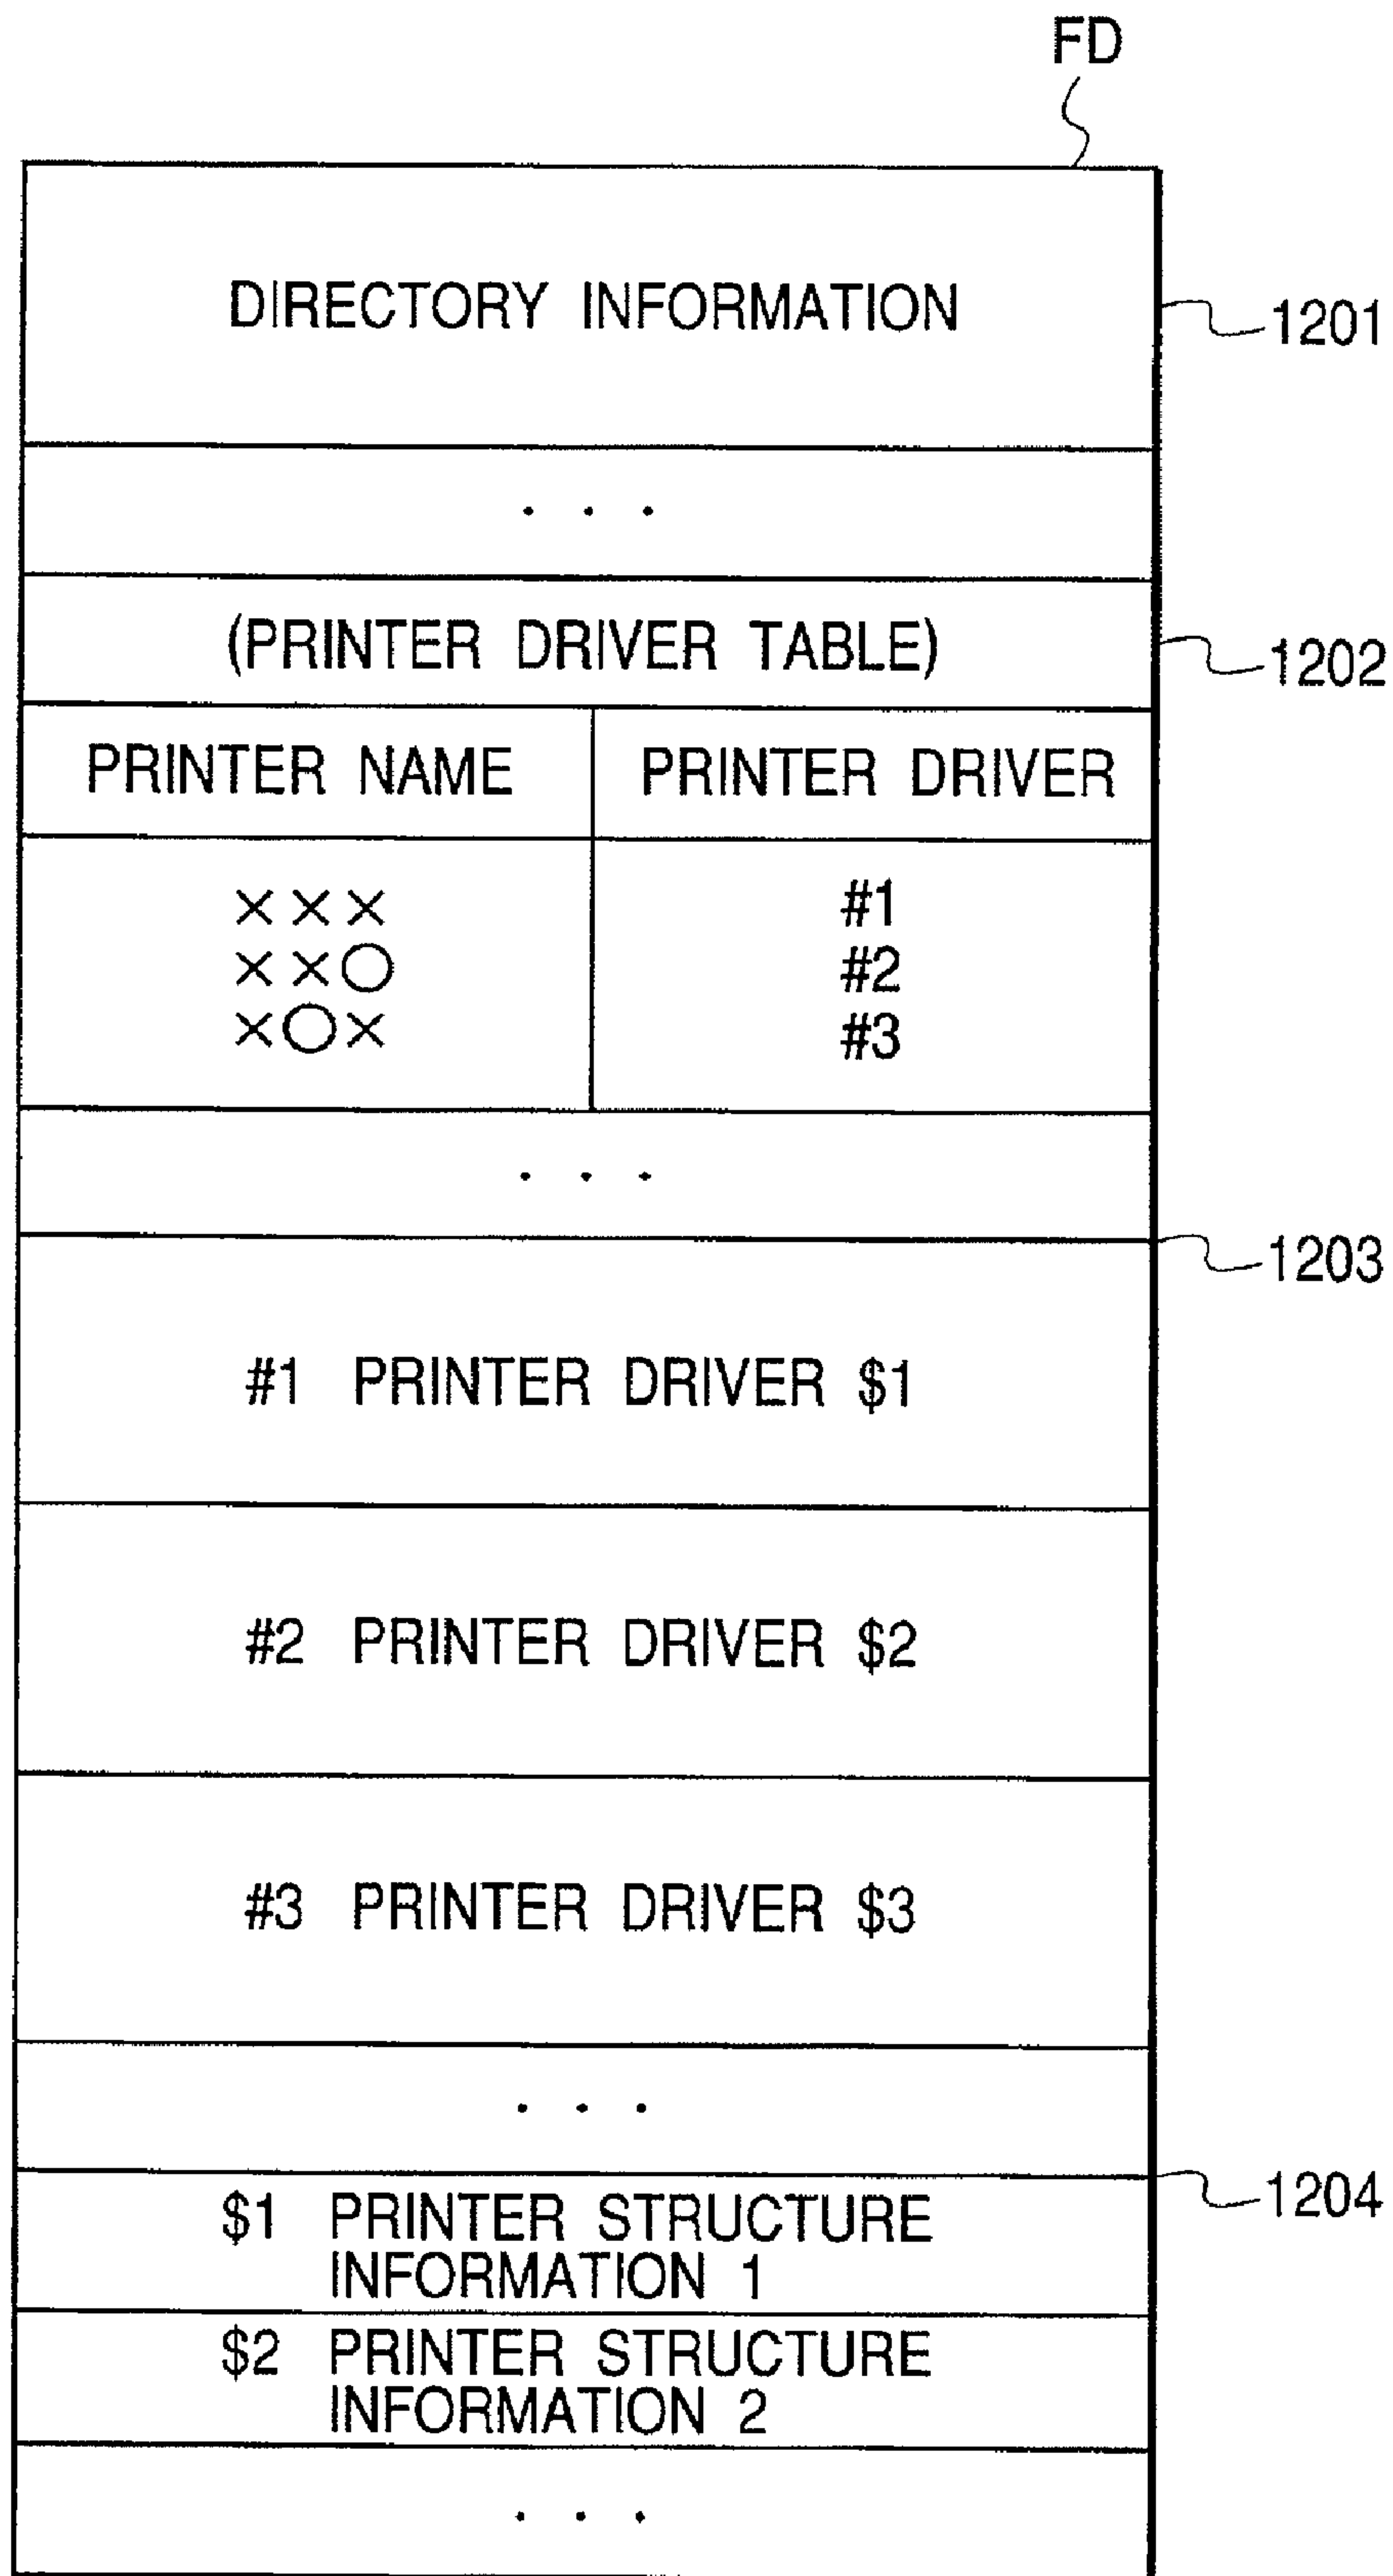 FD
DIRECTORY INFORMATION
1201
. . .
(PRINTER DRIVER TABLE)
1202
PRINTER NAME PRINTER DRIVER
××× #1
××○ #2
×○× #3
. . .
1203
#1 PRINTER DRIVER $1
#2 PRINTER DRIVER $2
#3 PRINTER DRIVER $3
. . .
1204
$1 PRINTER STRUCTURE
INFORMATION 1
$2 PRINTER STRUCTURE
INFORMATION 2
. . .